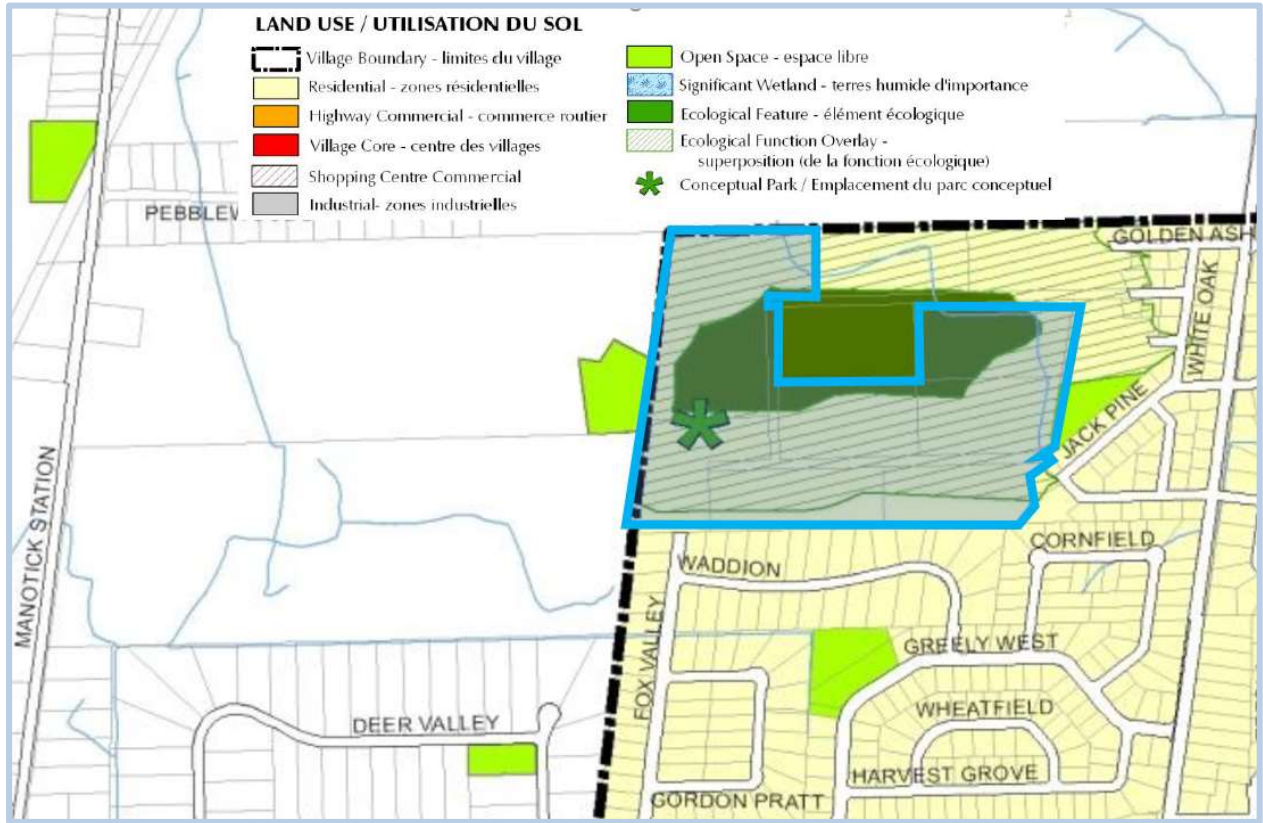 LAND USE / UTILISATION DU SOL
Village Boundary - limites du village
Residential - zones résidentielles
Highway Commercial - commerce routier
Village Core - centre des villages
Shopping Centre Commercial
Industrial- zones industrielles
Open Space - espace libre
Significant Wetland - terres humide d'importance
Ecological Feature - élément écologique
Ecological Function Overlay -
superposition (de la fonction écologique)
Conceptual Park / Emplacement du parc conceptuel
GOLDEN ASH
WHITE OAK
JACK PINE
MANOTICK STATION
CORNFIELD
WADDION
FOX VALLEY
GREELY WEST
DEER VALLEY
WHEATFIELD
HARVEST GROVE
GORDON PRATT